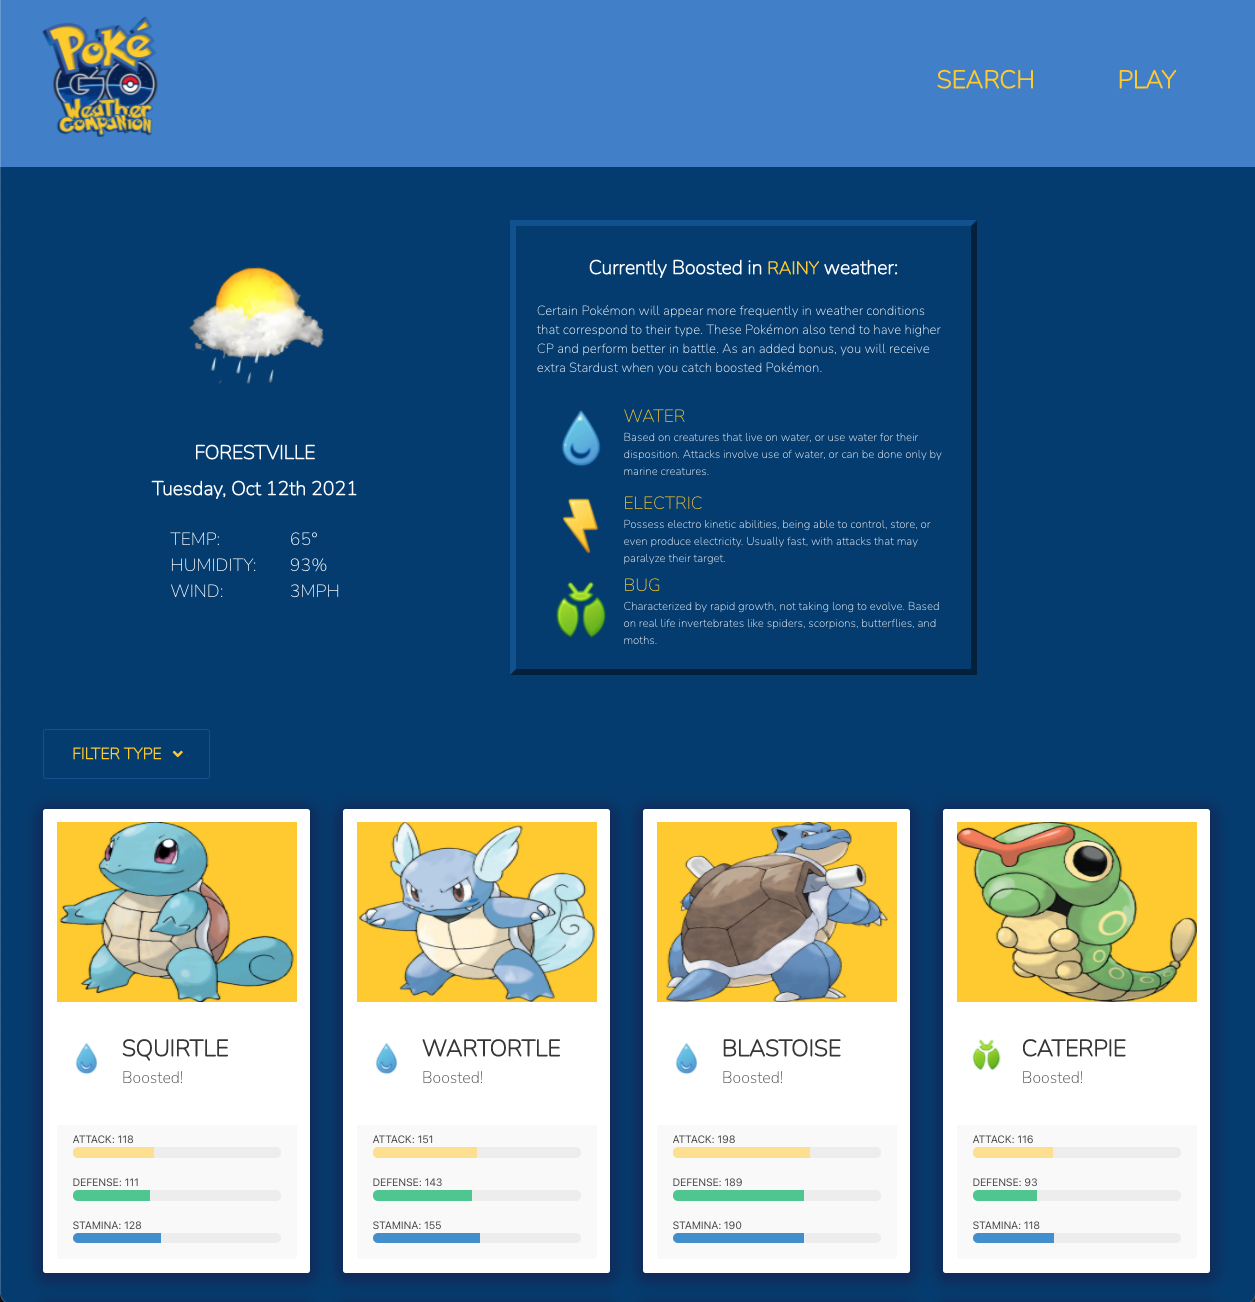 Poké
GO
Weather
Companion
SEARCH
PLAY
Currently Boosted in RAINY weather:
Certain Pokémon will appear more frequently in weather conditions
that correspond to their type. These Pokémon also tend to have higher
CP and perform better in battle. As an added bonus, you will receive
extra Stardust when you catch boosted Pokémon.
WATER
Based on creatures that live on water, or use water for their
disposition. Attacks involve use of water, or can be done only by
marine creatures.
ELECTRIC
Possess electro kinetic abilities, being able to control, store, or
even produce electricity. Usually fast, with attacks that may
paralyze their target.
BUG
Characterized by rapid growth, not taking long to evolve. Based
on real life invertebrates like spiders, scorpions, butterflies, and
moths.
FORESTVILLE
Tuesday, Oct 12th 2021
TEMP: 65°
HUMIDITY: 93%
WIND: 3MPH
FILTER TYPE
SQUIRTLE
Boosted!
ATTACK: 118
DEFENSE: 111
STAMINA: 128
WARTORTLE
Boosted!
ATTACK: 151
DEFENSE: 143
STAMINA: 155
BLASTOISE
Boosted!
ATTACK: 198
DEFENSE: 189
STAMINA: 190
CATERPIE
Boosted!
ATTACK: 116
DEFENSE: 93
STAMINA: 118